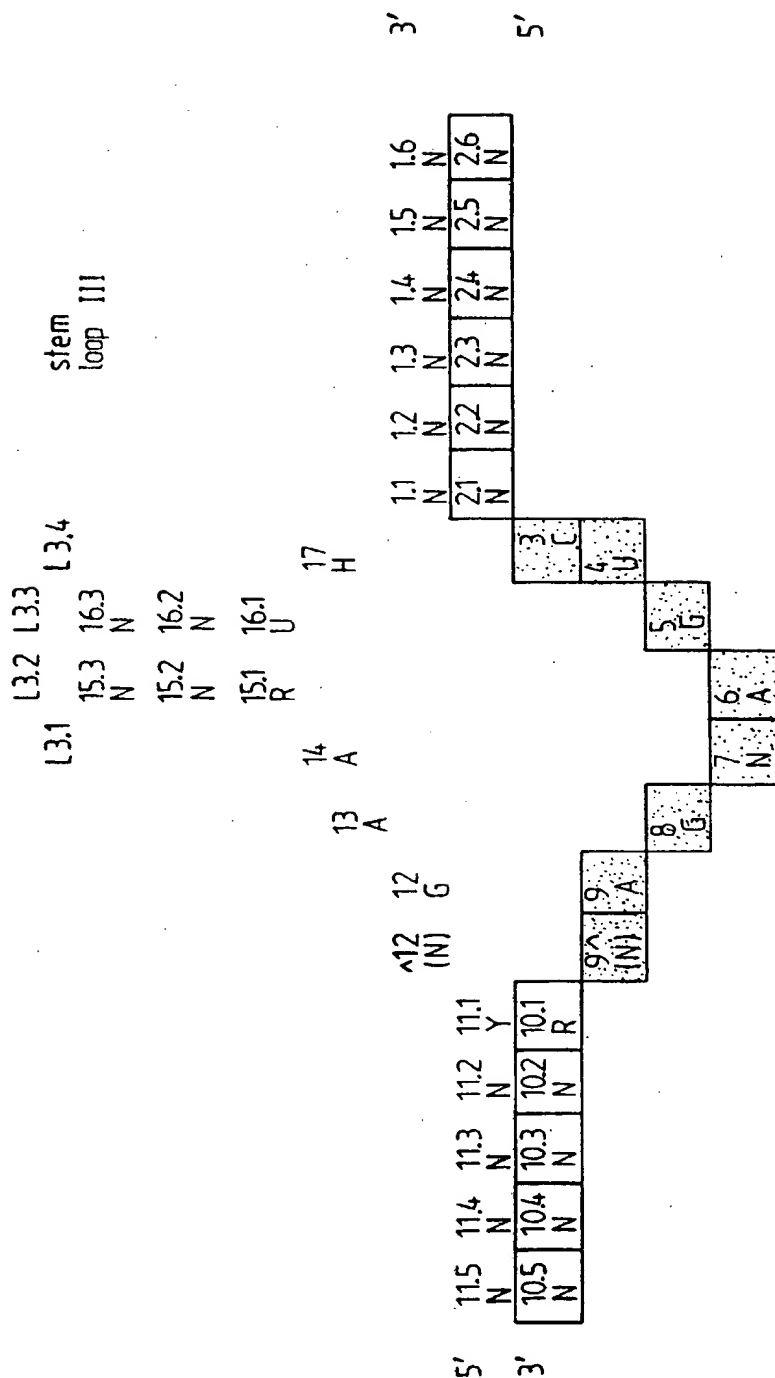 L3.2 L3.3
L3.1 L3.4
15.3 16.3
N N
15.2 16.2
N N
15.1 16.1
R U
stem
loop III
14 17
A H
13
A
^12 12
(N) G
1.1 1.2 1.3 1.4 1.5 1.6 3'
N N N N N N
2.1 2.2 2.3 2.4 2.5 2.6
N N N N N N
5'
5' 11.5 11.4 11.3 11.2 11.1
N N N N Y
3' 10.5 10.4 10.3 10.2 10.1
N N N N R
3
C
9^ 9 4
(N) A U
8 5
G G
7 6
N A